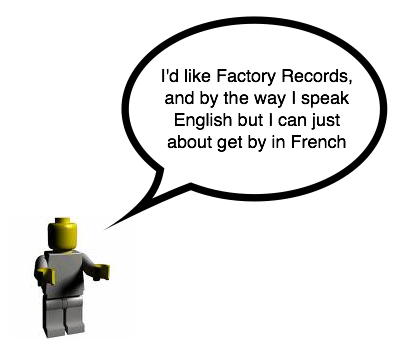 I'd like Factory Records,
and by the way I speak
English but I can just
about get by in French